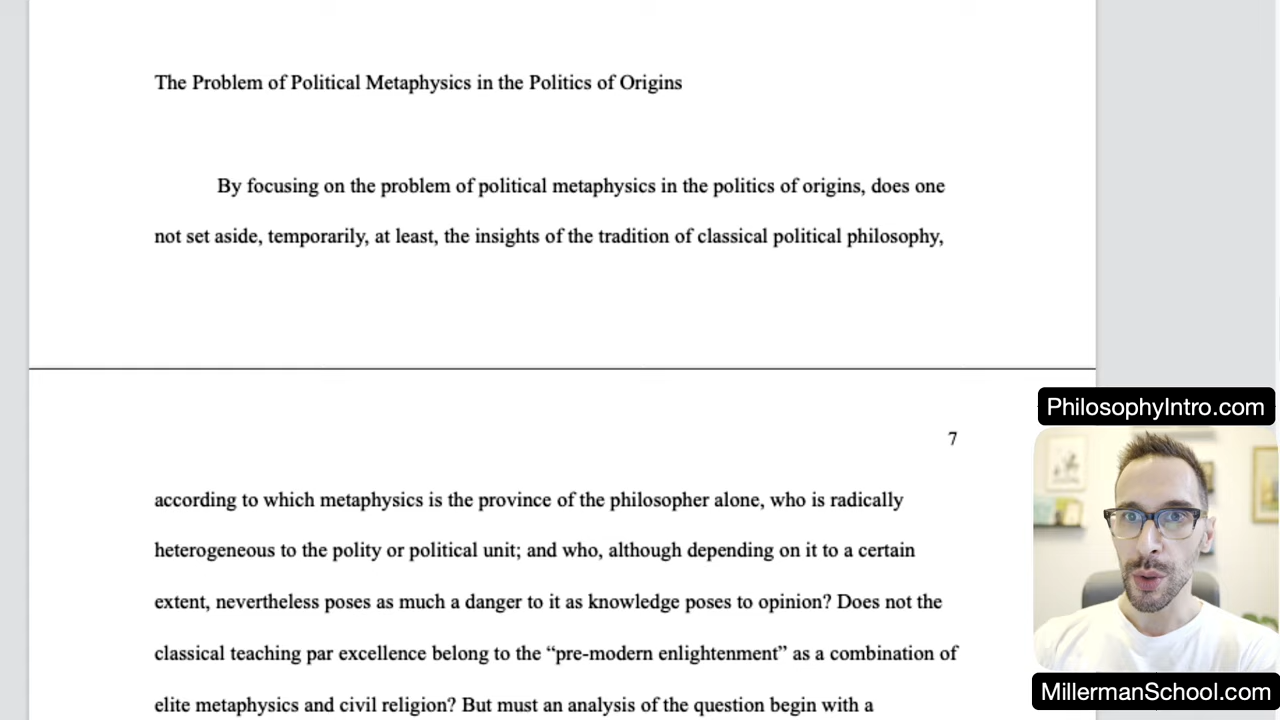 The Problem of Political Metaphysics in the Politics of Origins
By focusing on the problem of political metaphysics in the politics of origins, does one
not set aside, temporarily, at least, the insights of the tradition of classical political philosophy,
7
according to which metaphysics is the province of the philosopher alone, who is radically
heterogeneous to the polity or political unit; and who, although depending on it to a certain
extent, nevertheless poses as much a danger to it as knowledge poses to opinion? Does not the
classical teaching par excellence belong to the “pre-modern enlightenment” as a combination of
elite metaphysics and civil religion? But must an analysis of the question begin with a
PhilosophyIntro.com
MillermanSchool.com